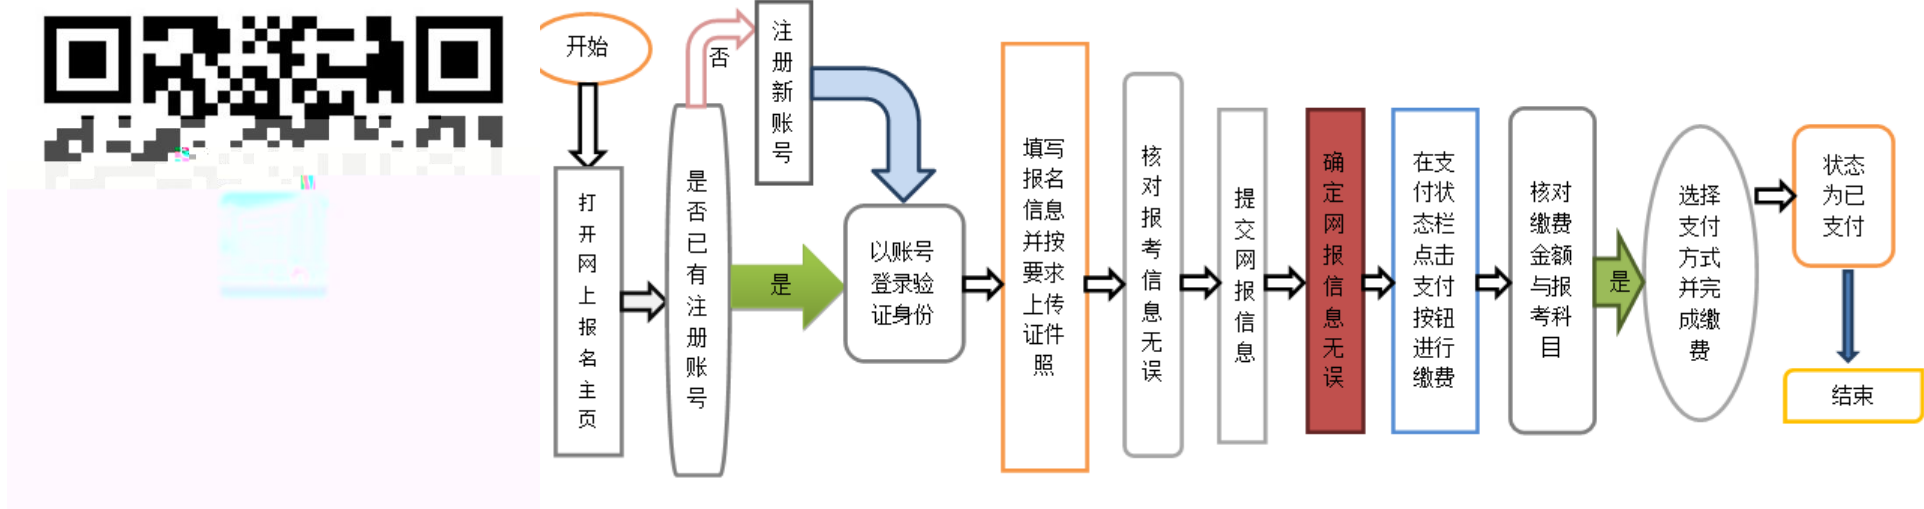 开始
打
开
网
上
报
名
主
页
是
否
已
有
注
册
账
号
否
注
册
新
账
号
是
以账号
登录验
证身份
填写
报名
信息
并按
要求
上传
证件
照
核
对
报
考
信
息
无
误
提
交
网
报
信
息
确
定
网
报
信
息
无
误
在支
付状
态栏
点击
支付
按钮
进行
缴费
核对
缴费
金额
与报
考科
目
是
选择
支付
方式
并完
成缴
费
状态
为已
支付
结束